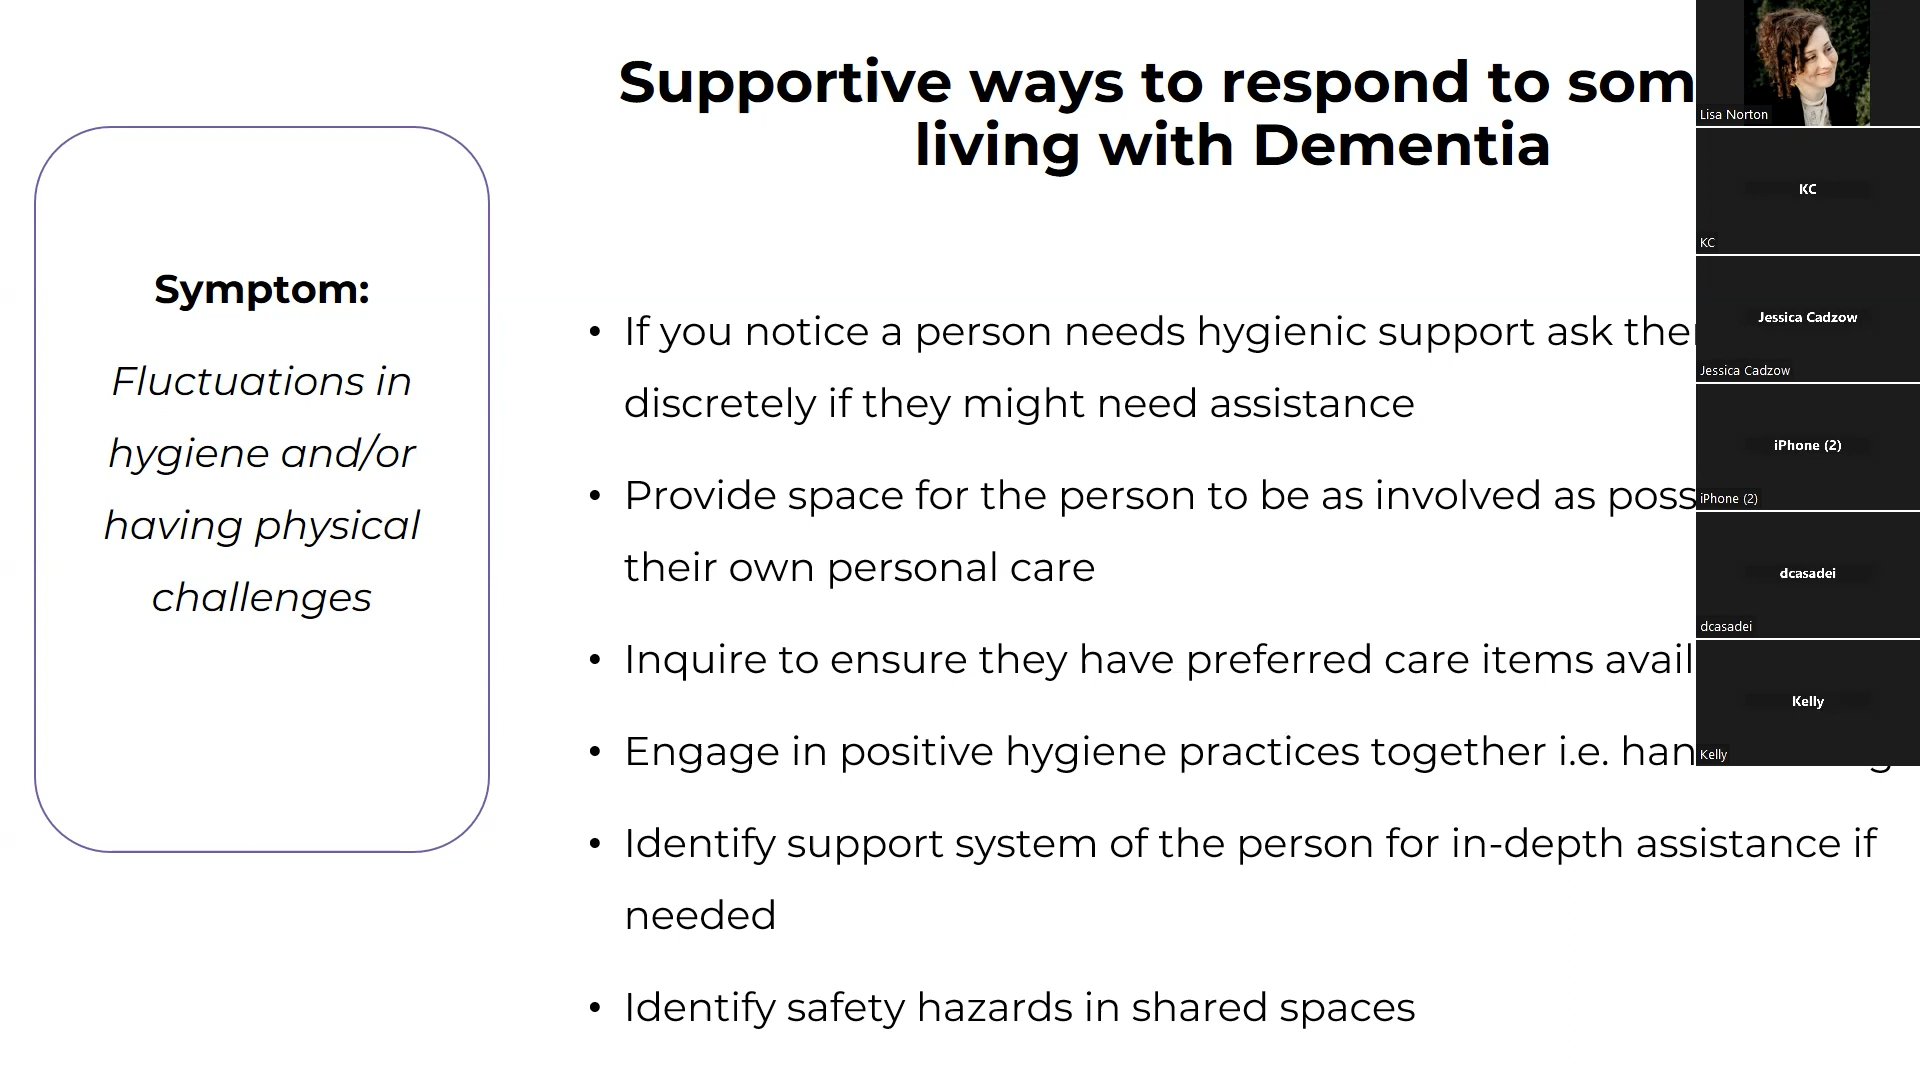 Supportive ways to respond to som
living with Dementia
Symptom:
Fluctuations in
hygiene and/or
having physical
challenges
• If you notice a person needs hygienic support ask
discretely if they might need assistance
• Provide space for the person to be as involved as poss
their own personal care
• Inquire to ensure they have preferred care items avail
• Engage in positive hygiene practices together i.e.
• Identify support system of the person for in-depth assistance if
needed
• Identify safety hazards in shared spaces
Lisa Norton
KC
KC
Jessica Cadzow
Jessica Cadzow
iPhone (2)
iPhone (2)
dcasadei
dcasadei
Kelly
Kelly